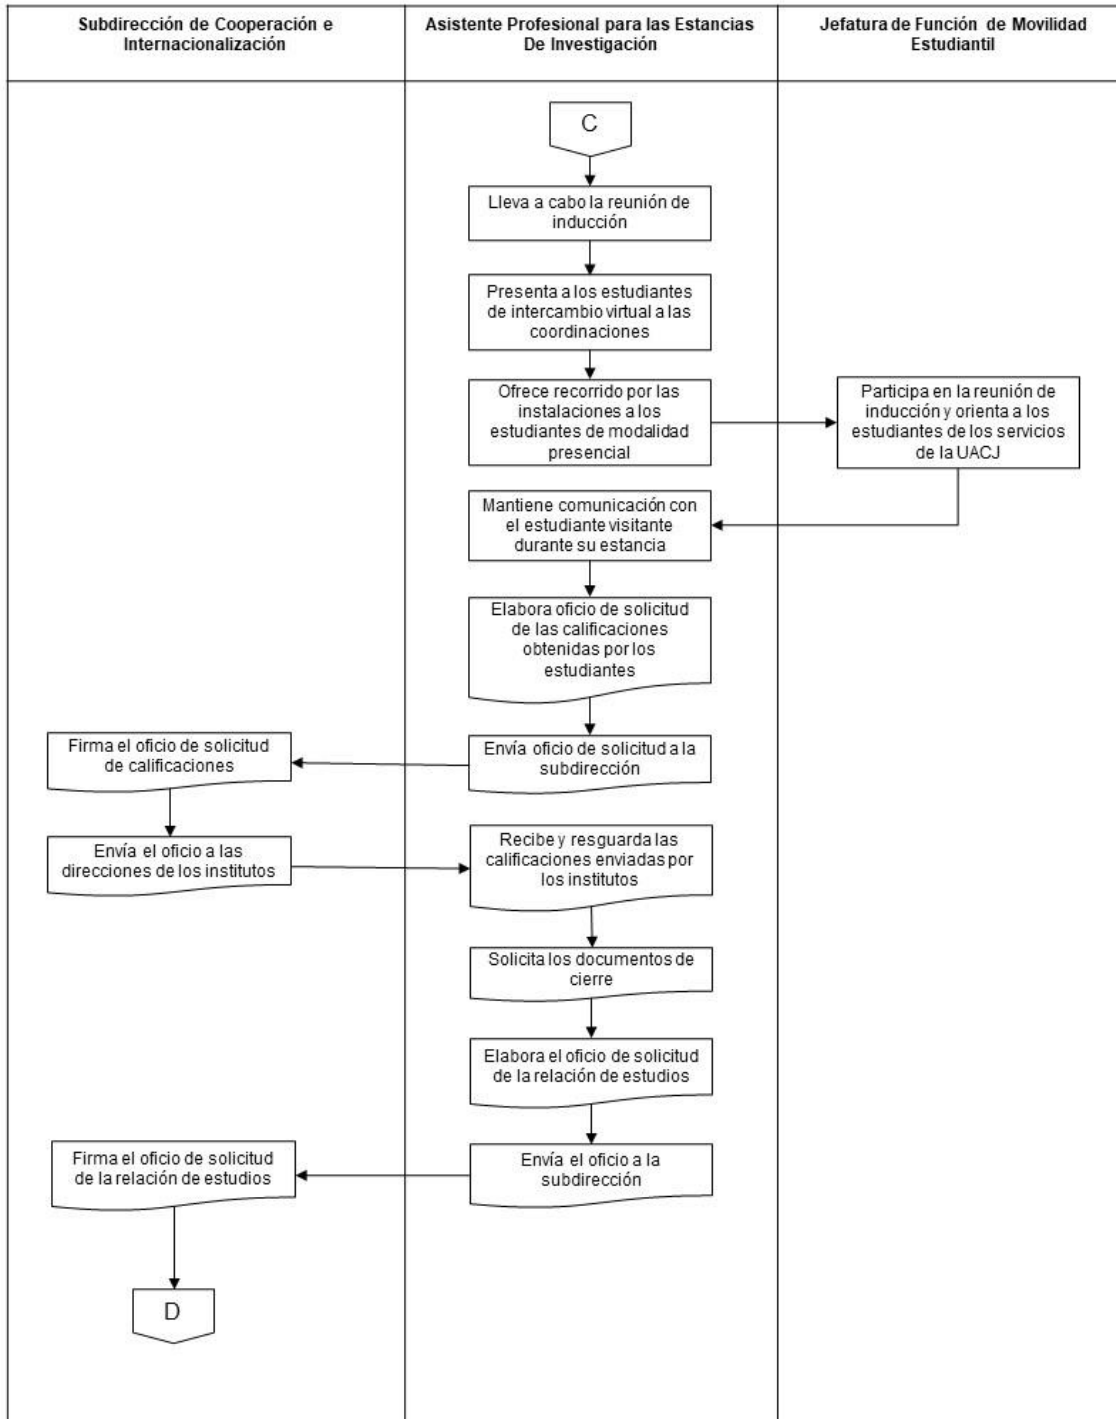 Subdirección de Cooperación e
Internacionalización
Asistente Profesional para las Estancias
De Investigación
Jefatura de Función de Movilidad
Estudiantil
C
Lleva a cabo la reunión de
inducción
Presenta a los estudiantes
de intercambio virtual a las
coordinaciones
Ofrece recorrido por las
instalaciones a los
estudiantes de modalidad
presencial
Participa en la reunión de
inducción y orienta a los
estudiantes de los servicios
de la UACJ
Mantiene comunicación con
el estudiante visitante
durante su estancia
Elabora oficio de solicitud
de las calificaciones
obtenidas por los
estudiantes
Envía oficio de solicitud a la
subdirección
Firma el oficio de solicitud
de calificaciones
Envía el oficio a las
direcciones de los institutos
Recibe y resguarda las
calificaciones enviadas por
los institutos
Solicita los documentos de
cierre
Elabora el oficio de solicitud
de la relación de estudios
Envía el oficio a la
subdirección
Firma el oficio de solicitud
de la relación de estudios
D